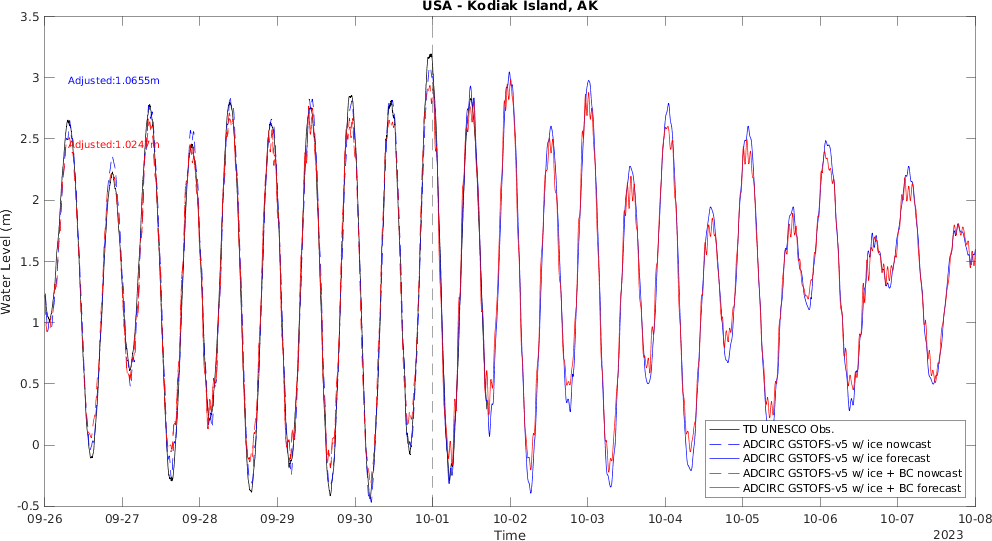 USA - Kodiak Island, AK
3.5
3
2.5
2
1.5
1
0.5
0
-0.5
Water Level (m)
Adjusted:1.0655m
Adjusted:1.0247m
TD UNESCO Obs.
ADCIRC GSTOFS-v5 w/ ice nowcast
ADCIRC GSTOFS-v5 w/ ice forecast
ADCIRC GSTOFS-v5 w/ ice + BC nowcast
ADCIRC GSTOFS-v5 w/ ice + BC forecast
09-26 09-27 09-28 09-29 09-30 10-01 10-02 10-03 10-04 10-05 10-06 10-07 10-08
Time
2023